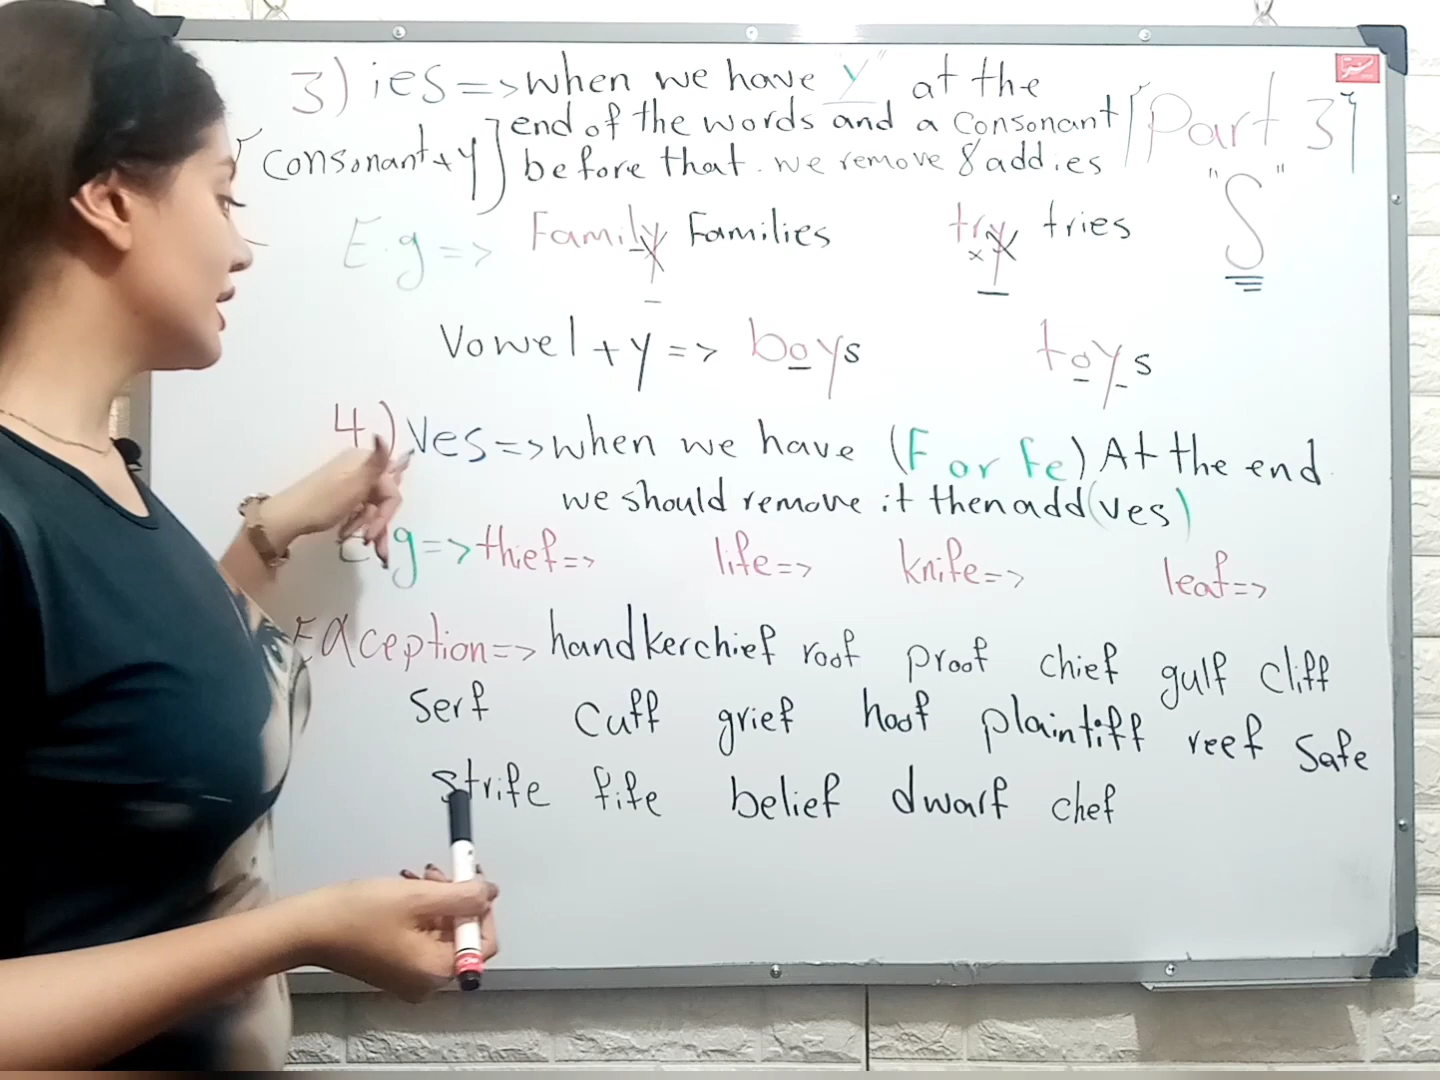 3) ies => when we have y" at the
end of the words and a consonant
[consonant + y] before that. we remove & add ies
[Part 3]
"S"
E.g => Family Families try tries
Vowel + y => boys toys
4) Ves => when we have (F or Fe) At the end
we should remove it then add (ves)
E.g => thief => life => knife => leaf =>
Exception => handkerchief roof proof chief gulf cliff
Serf cuff grief hoof plaintiff reef Safe
strife fife belief dwarf chef